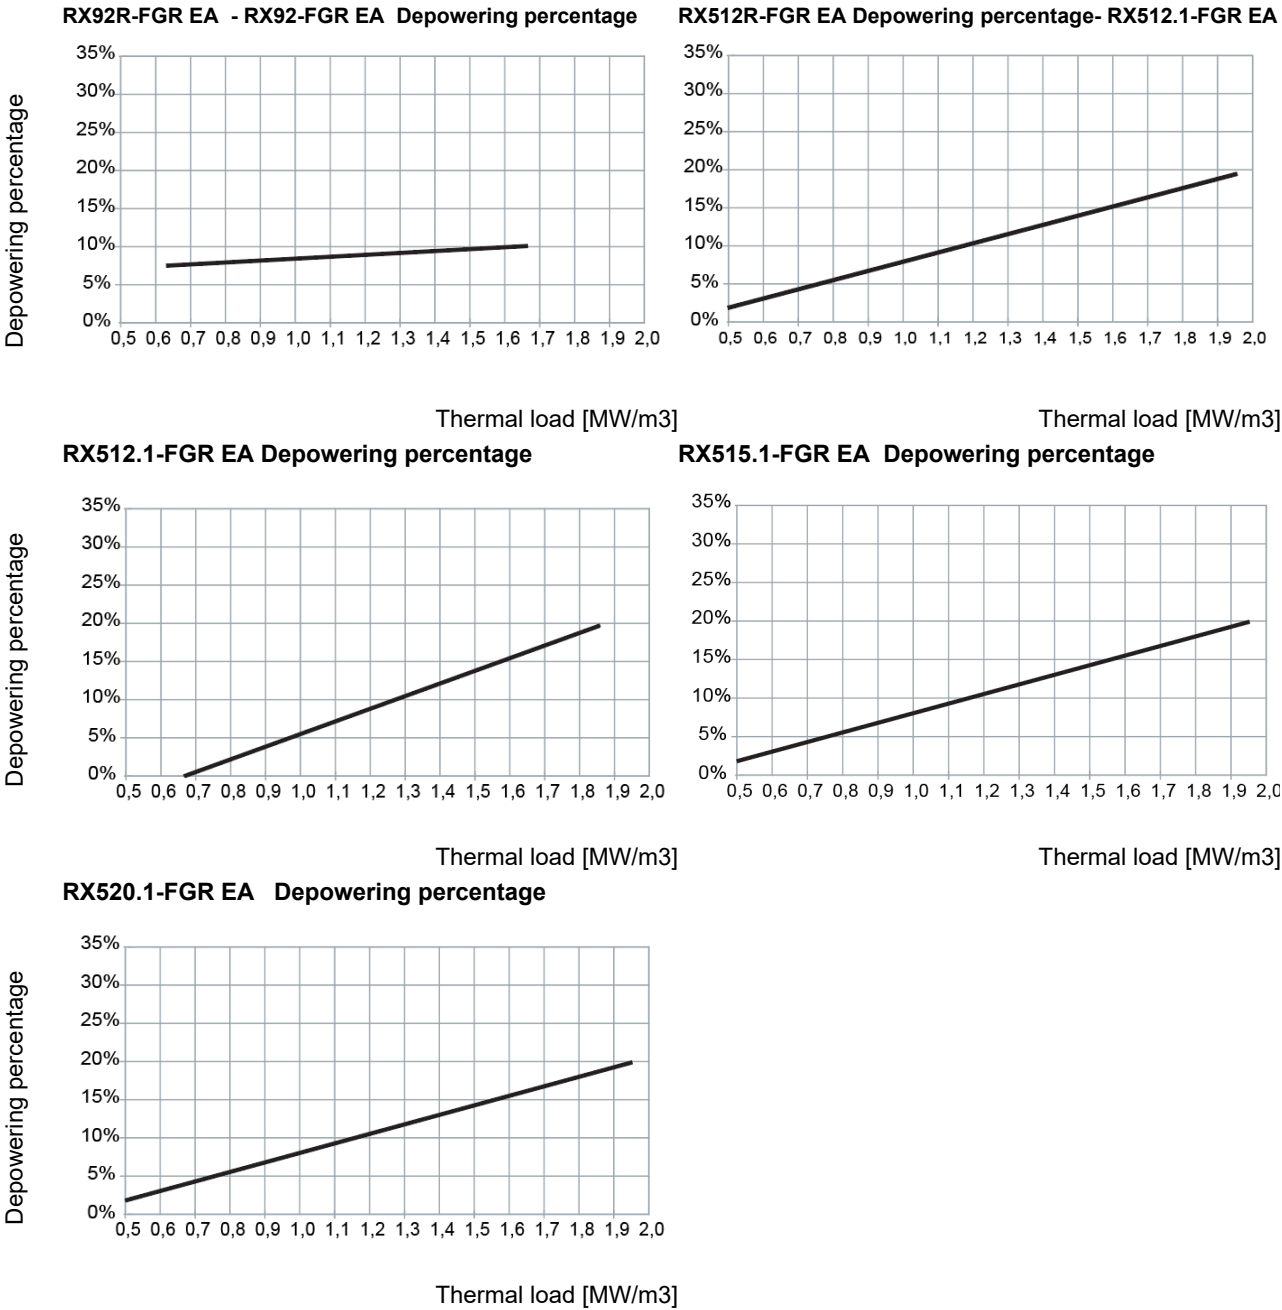 RX92R-FGR EA - RX92-FGR EA Depowering percentage
35%
30%
25%
20%
15%
10%
5%
0%
0,5 0,6 0,7 0,8 0,9 1,0 1,1 1,2 1,3 1,4 1,5 1,6 1,7 1,8 1,9 2,0
Depowering percentage
Thermal load [MW/m3]
RX512R-FGR EA Depowering percentage- RX512.1-FGR EA
35%
30%
25%
20%
15%
10%
5%
0%
0,5 0,6 0,7 0,8 0,9 1,0 1,1 1,2 1,3 1,4 1,5 1,6 1,7 1,8 1,9 2,0
Thermal load [MW/m3]
RX512.1-FGR EA Depowering percentage
35%
30%
25%
20%
15%
10%
5%
0%
0,5 0,6 0,7 0,8 0,9 1,0 1,1 1,2 1,3 1,4 1,5 1,6 1,7 1,8 1,9 2,0
Depowering percentage
Thermal load [MW/m3]
RX515.1-FGR EA Depowering percentage
35%
30%
25%
20%
15%
10%
5%
0%
0,5 0,6 0,7 0,8 0,9 1,0 1,1 1,2 1,3 1,4 1,5 1,6 1,7 1,8 1,9 2,0
Thermal load [MW/m3]
RX520.1-FGR EA Depowering percentage
35%
30%
25%
20%
15%
10%
5%
0%
0,5 0,6 0,7 0,8 0,9 1,0 1,1 1,2 1,3 1,4 1,5 1,6 1,7 1,8 1,9 2,0
Depowering percentage
Thermal load [MW/m3]